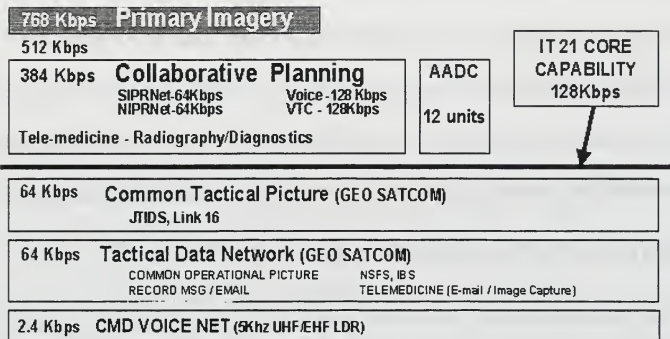 768 Kbps Primary Imagery
512 Kbps
384 Kbps Collaborative Planning
SIPRNet-64Kbps Voice-128 Kbps
NIPRNet-64Kbps VTC - 128Kbps
Tele-medicine - Radiography/Diagnostics
AADC
12 units
IT 21 CORE
CAPABILITY
128Kbps
64 Kbps Common Tactical Picture (GEO SATCOM)
JTIDS, Link 16
64 Kbps Tactical Data Network (GEO SATCOM)
COMMON OPERATIONAL PICTURE NSFS, IBS
RECORD MSG / EMAIL TELEMEDICINE (E-mail / Image Capture)
2.4 Kbps CMD VOICE NET (5Khz UHF/EHF LDR)